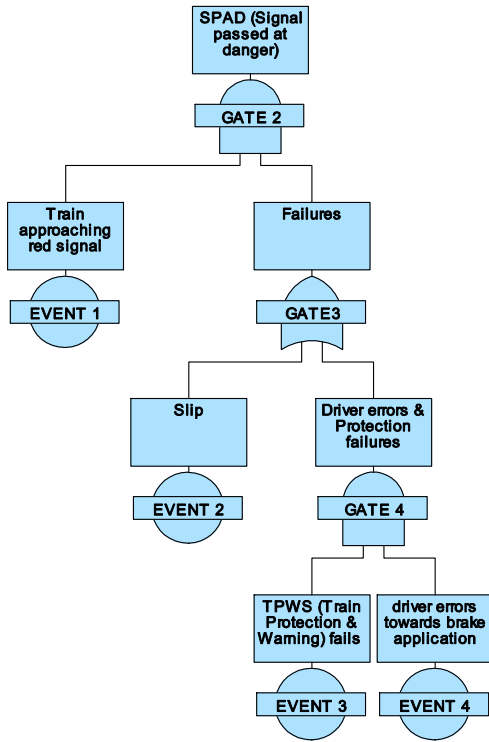 SPAD (Signal
passed at
danger)
GATE 2
Train
approaching
red signal
EVENT 1
Failures
GATE3
Slip
EVENT 2
Driver errors &
Protection
failures
GATE 4
TPWS (Train
Protection &
Warning) fails
EVENT 3
driver errors
towards brake
application
EVENT 4